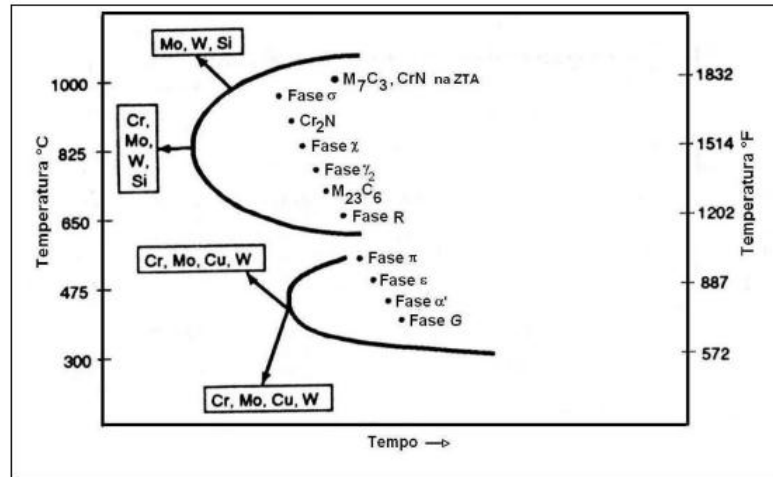 Mo, W, Si
M₇C₃, CrN na ZTA
Fase σ
Cr₂N
Fase χ
Fase γ₂
M₂₃C₆
Fase R
Cr,
Mo,
W,
Si
Cr, Mo, Cu, W
Fase π
Fase ε
Fase α'
Fase G
Cr, Mo, Cu, W
Temperatura °C
1000
825
650
475
300
Temperatura °F
1832
1514
1202
887
572
Tempo →